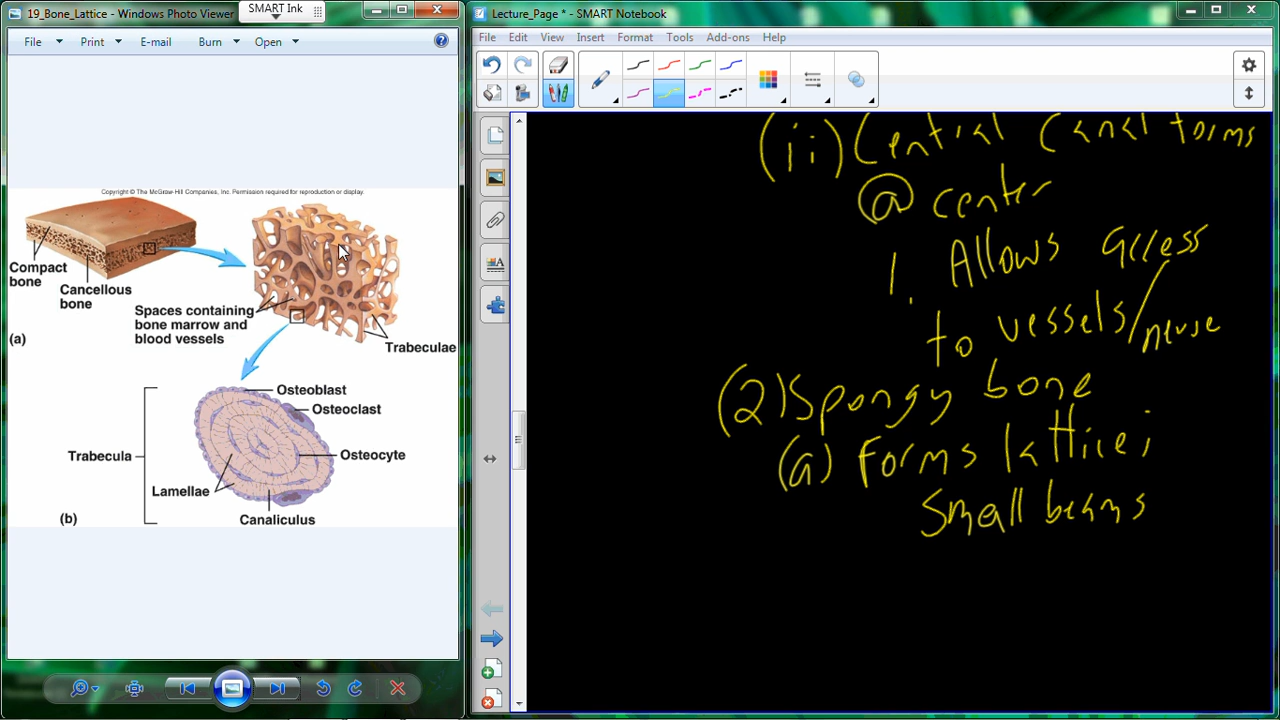 19_Bone_Lattice - Windows Photo Viewer
SMART Ink
File Print E-mail Burn Open
Copyright © The McGraw-Hill Companies, Inc. Permission required for reproduction or display.
Compact
bone
Cancellous
bone
Spaces containing
bone marrow and
blood vessels
Trabeculae
(a)
Osteoblast
Osteoclast
Trabecula
Osteocyte
Lamellae
Canaliculus
(b)
Lecture_Page * - SMART Notebook
File Edit View Insert Format Tools Add-ons Help
(ii) Central Canal forms
@ center
1. Allows access
to vessels/nerve
(2) Spongy bone
(a) Forms lattice;
small beams